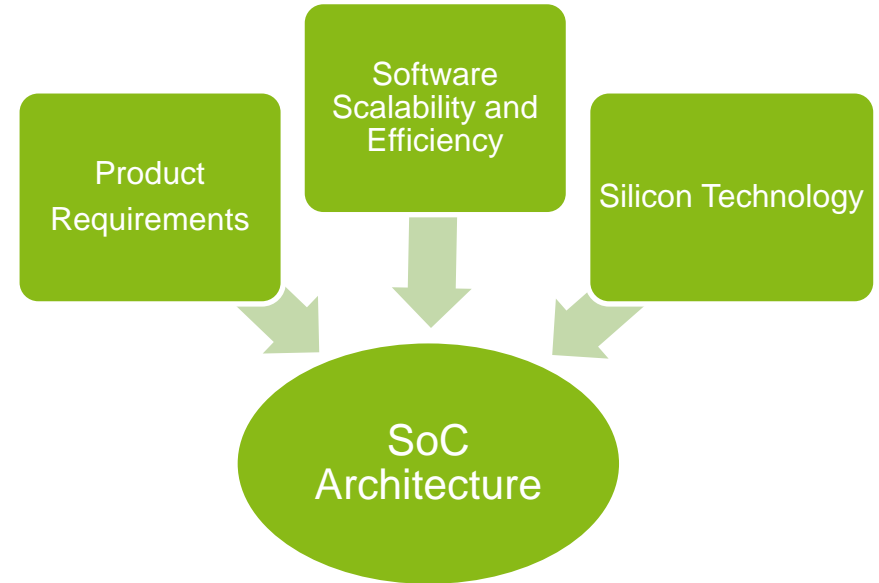 Software
Scalability and
Efficiency
Product
Requirements
Silicon Technology
SoC
Architecture